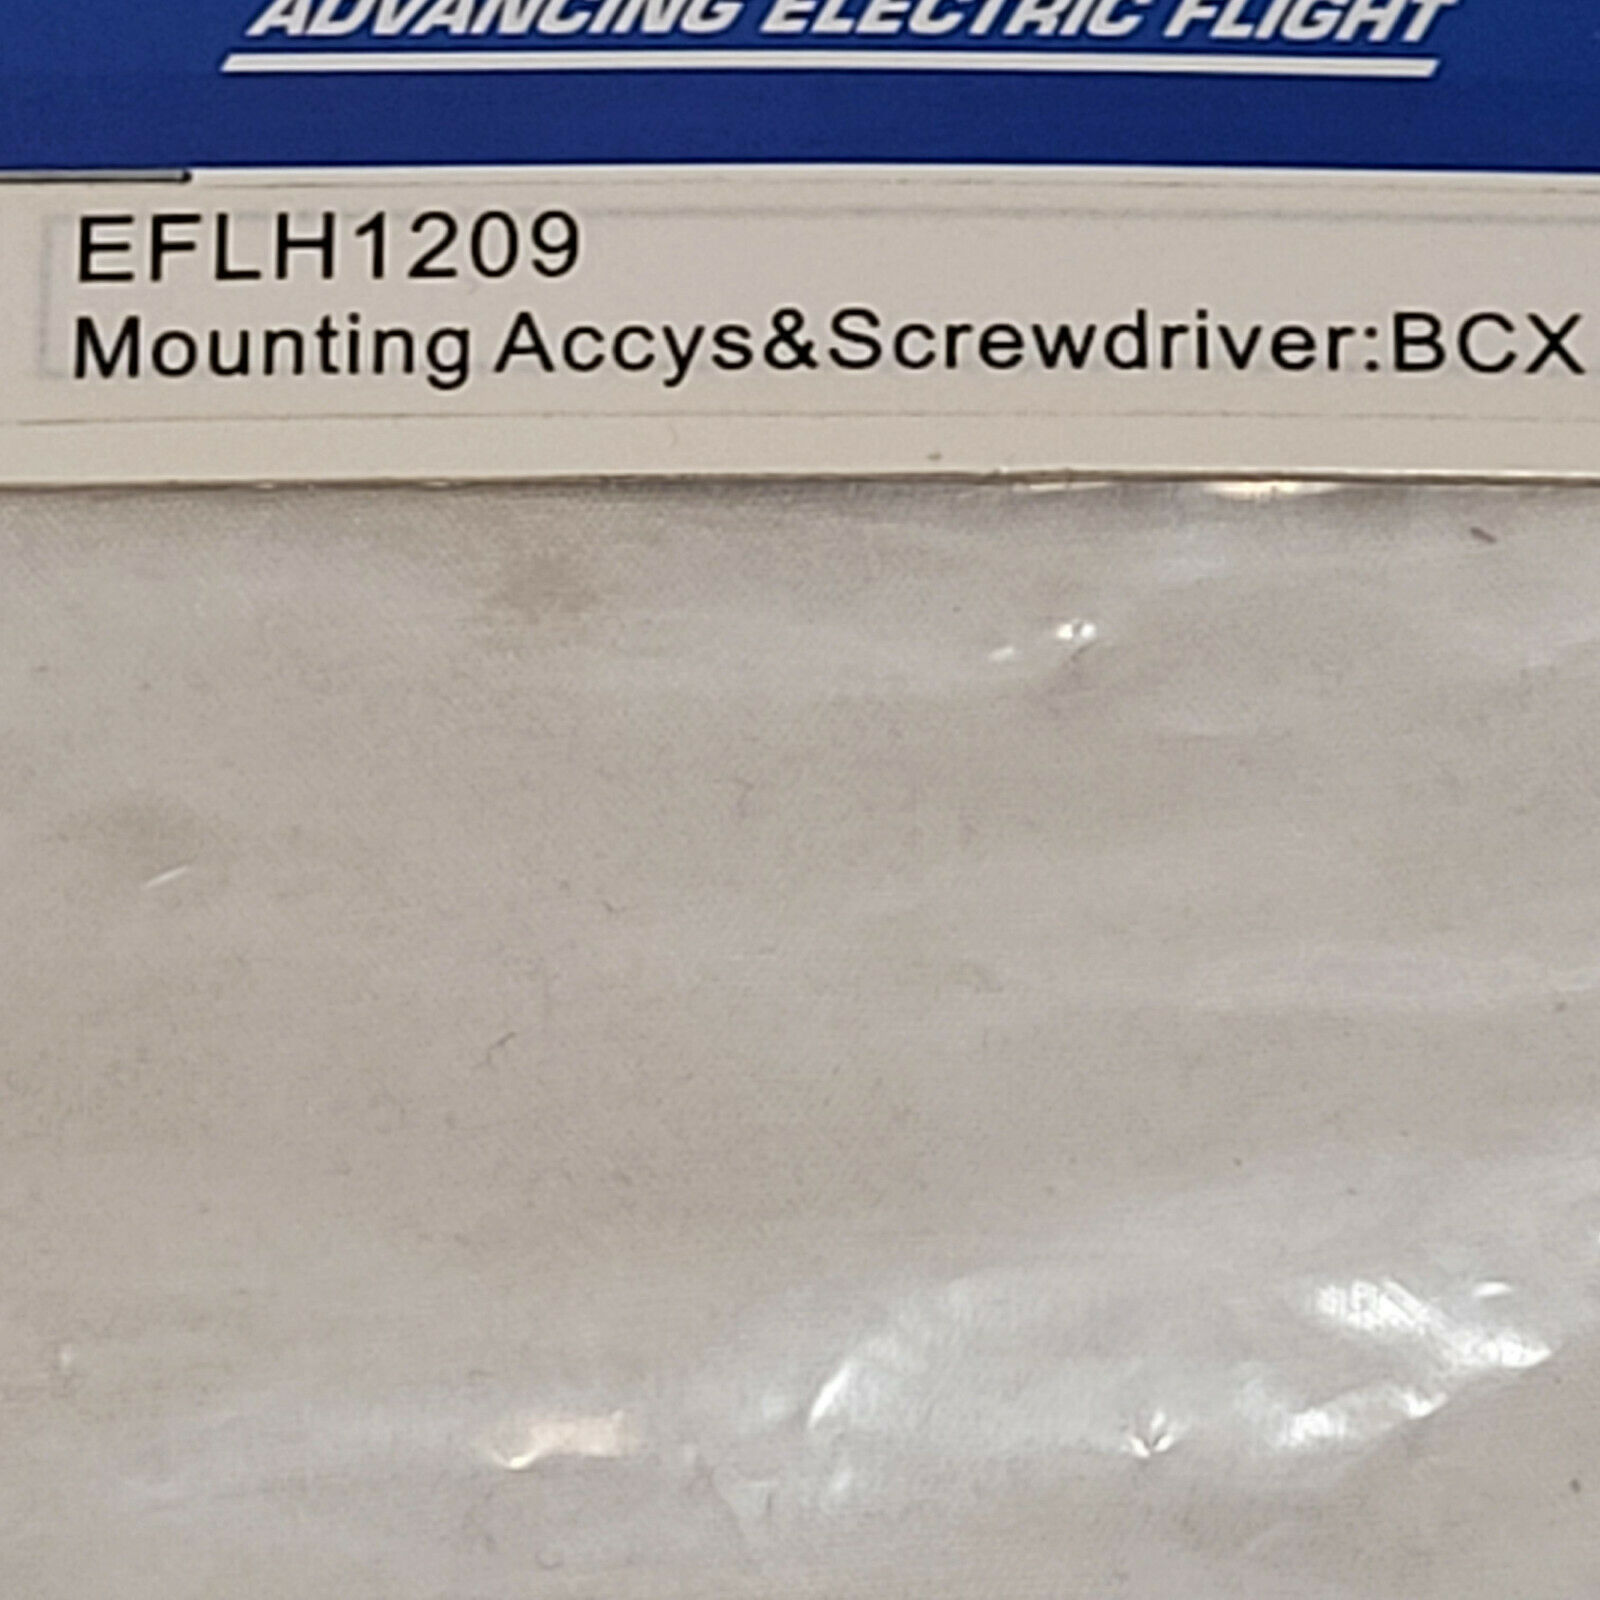 ADVANCING ELECTRIC FLIGHT
EFLH1209
Mounting Accys&Screwdriver:BCX